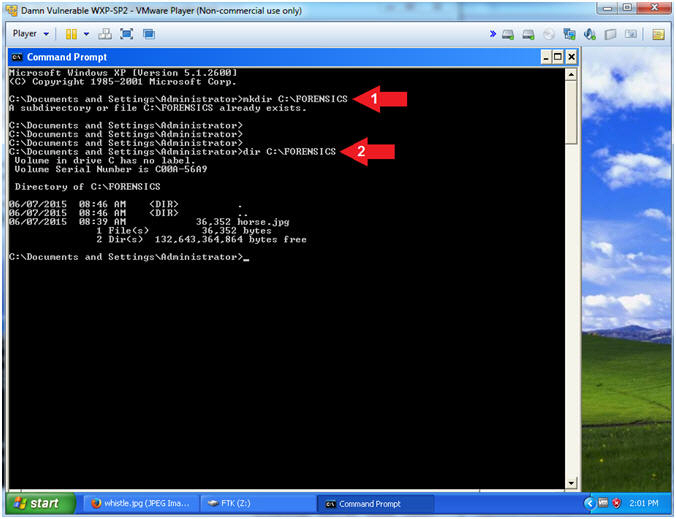 Damn Vulnerable WXP-SP2 - VMware Player (Non-commercial use only)
Player
Command Prompt
Microsoft Windows XP [Version 5.1.2600]
(C) Copyright 1985-2001 Microsoft Corp.
C:\Documents and Settings\Administrator>mkdir C:\FORENSICS
1
A subdirectory or file C:\FORENSICS already exists.
C:\Documents and Settings\Administrator>
C:\Documents and Settings\Administrator>
C:\Documents and Settings\Administrator>
C:\Documents and Settings\Administrator>dir C:\FORENSICS
2
Volume in drive C has no label.
Volume Serial Number is C00A-56A9
Directory of C:\FORENSICS
06/07/2015 08:46 AM <DIR> .
06/07/2015 08:46 AM <DIR> ..
06/07/2015 08:39 AM 36,352 horse.jpg
1 File(s) 36,352 bytes
2 Dir(s) 132,643,364,864 bytes free
C:\Documents and Settings\Administrator>_
start
whistle.jpg (JPEG Ima...
FTK (Z:)
Command Prompt
2:01 PM